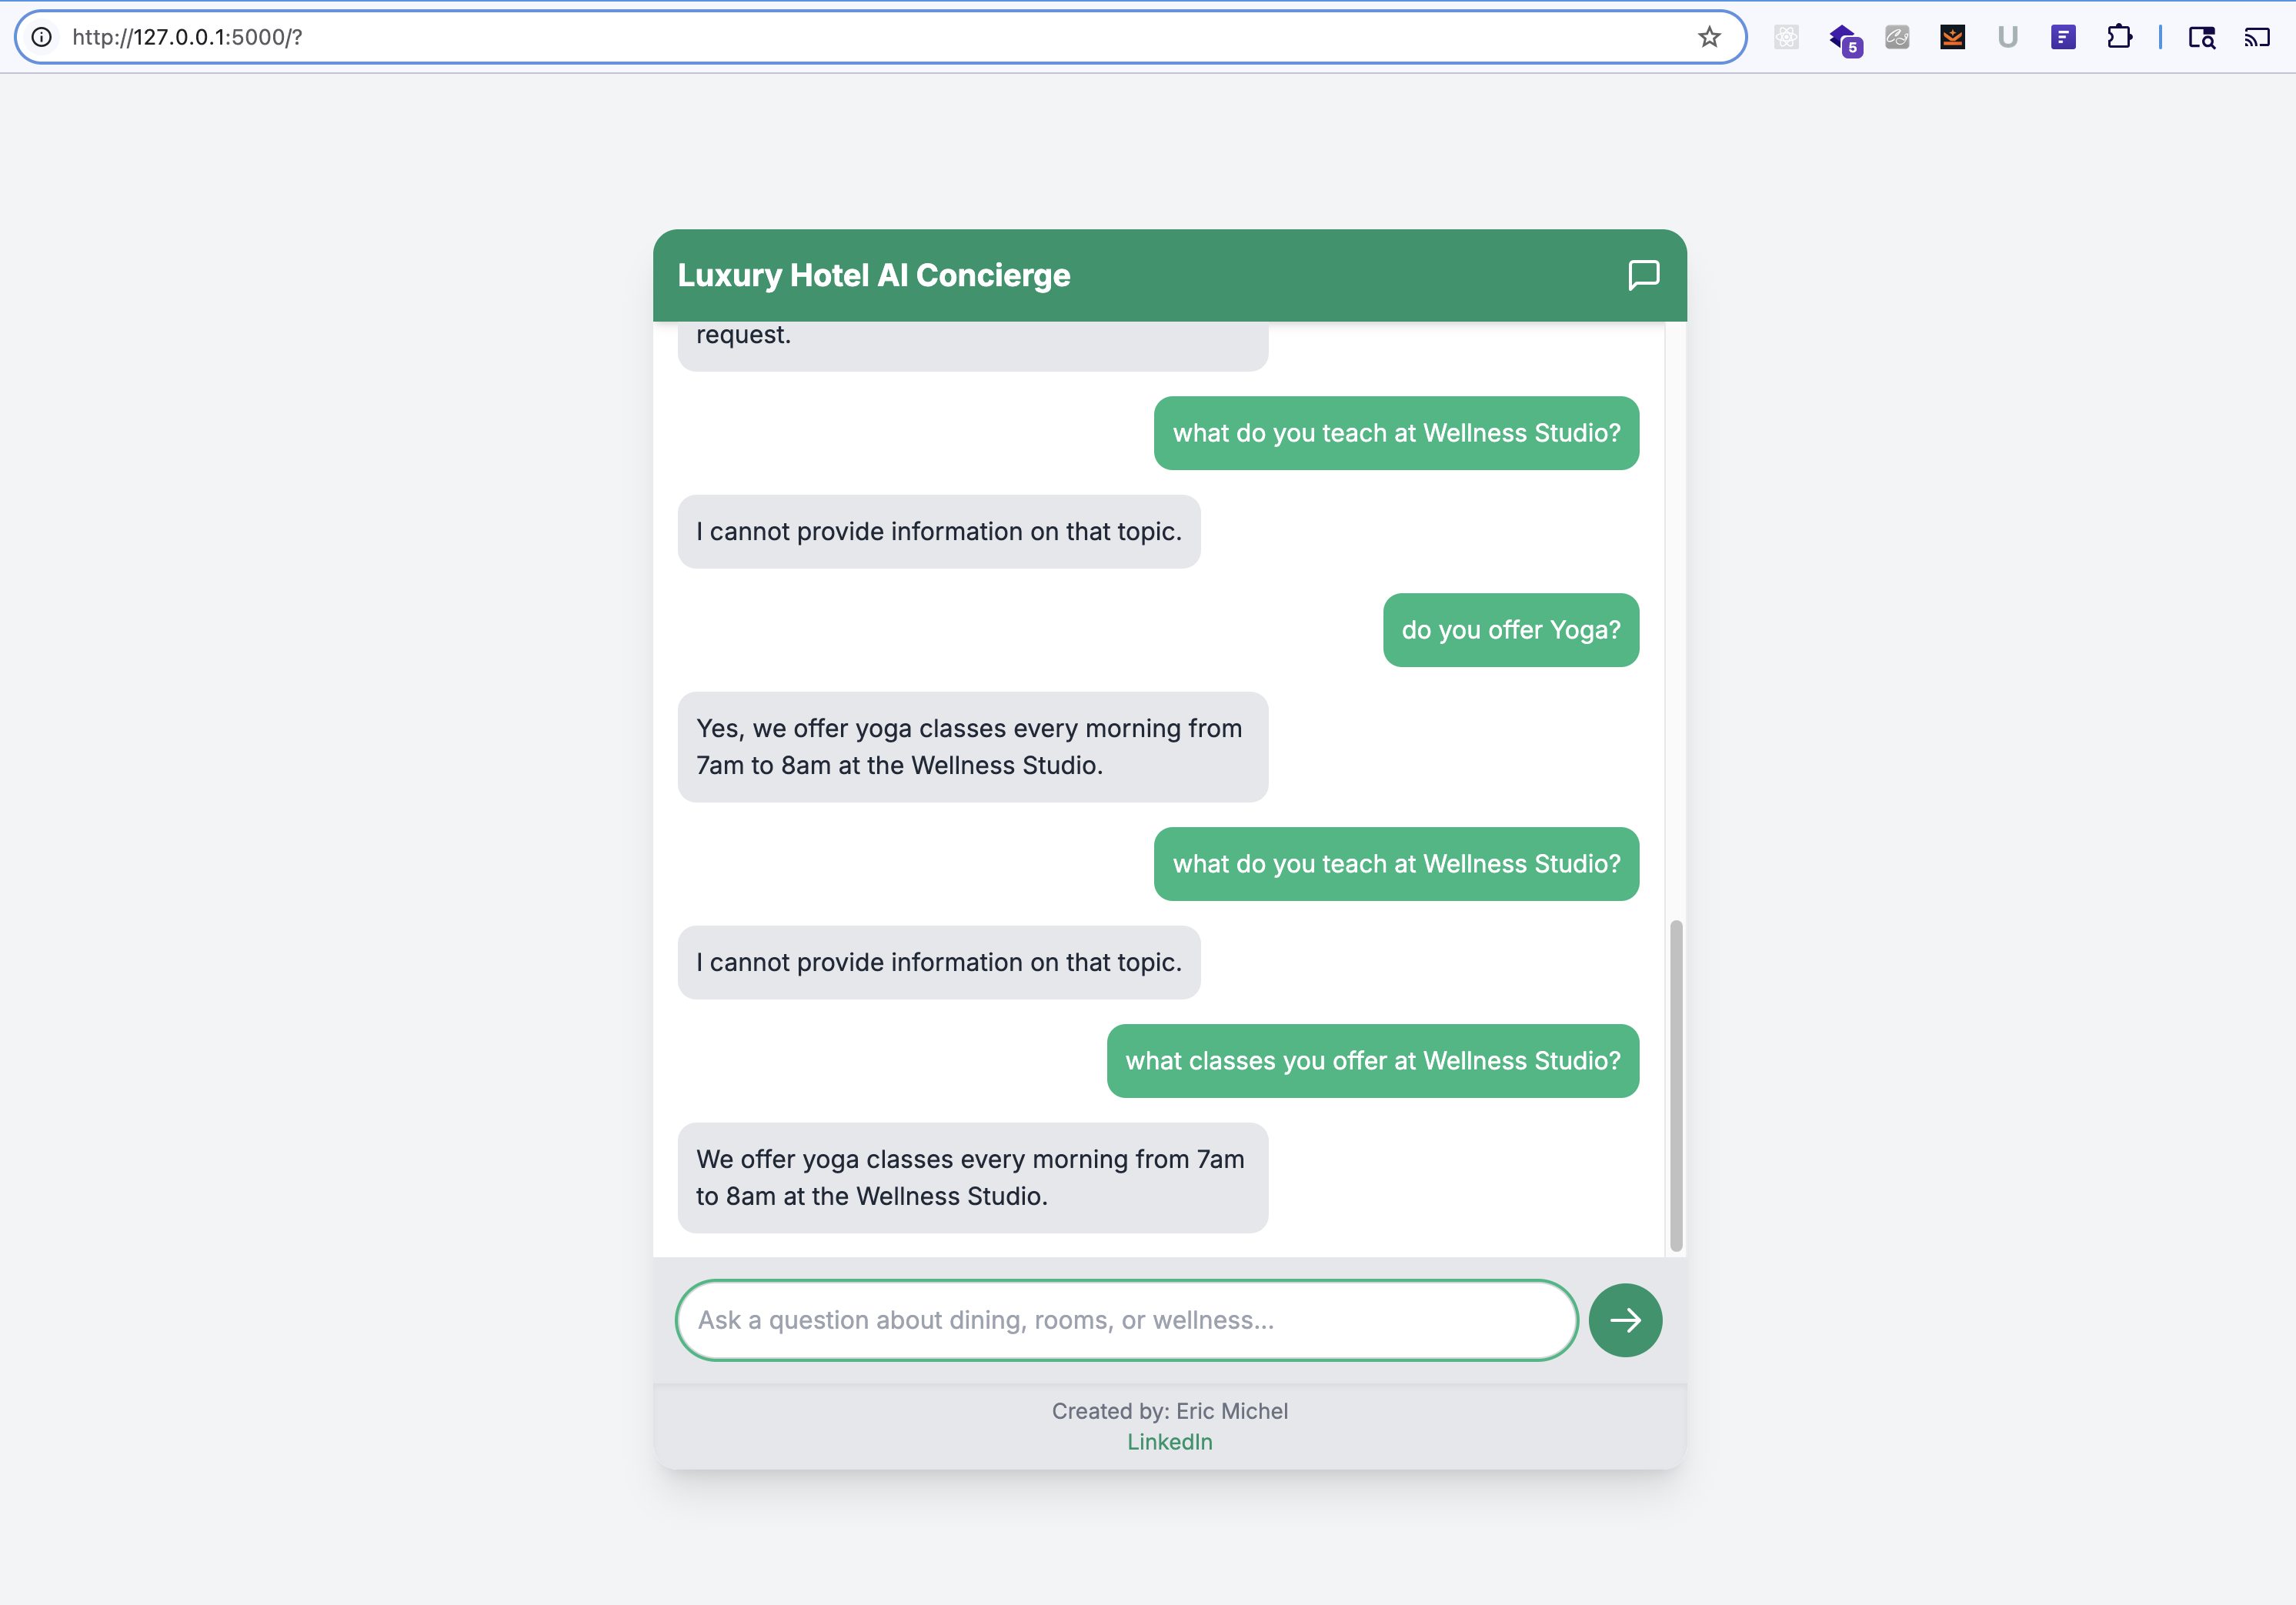 http://127.0.0.1:5000/?
5
U
Luxury Hotel AI Concierge
request.
what do you teach at Wellness Studio?
I cannot provide information on that topic.
do you offer Yoga?
Yes, we offer yoga classes every morning from
7am to 8am at the Wellness Studio.
what do you teach at Wellness Studio?
I cannot provide information on that topic.
what classes you offer at Wellness Studio?
We offer yoga classes every morning from 7am
to 8am at the Wellness Studio.
Ask a question about dining, rooms, or wellness...
Created by: Eric Michel
LinkedIn